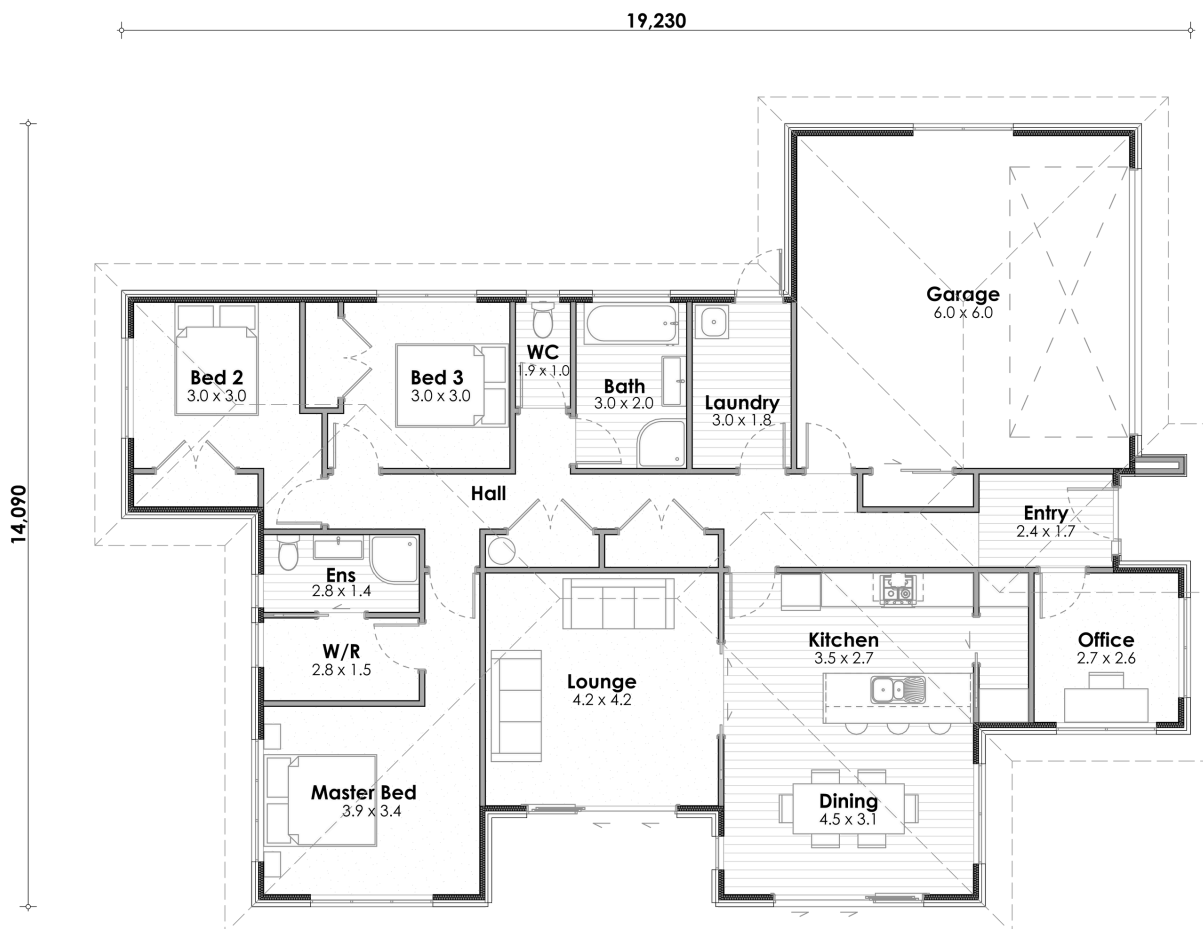 19,230
14,090
Garage
6.0 x 6.0
Bed 2
3.0 x 3.0
Bed 3
3.0 x 3.0
WC
1.9 x 1.0
Bath
3.0 x 2.0
Laundry
3.0 x 1.8
Hall
Entry
2.4 x 1.7
Ens
2.8 x 1.4
W/R
2.8 x 1.5
Lounge
4.2 x 4.2
Kitchen
3.5 x 2.7
Office
2.7 x 2.6
Master Bed
3.9 x 3.4
Dining
4.5 x 3.1